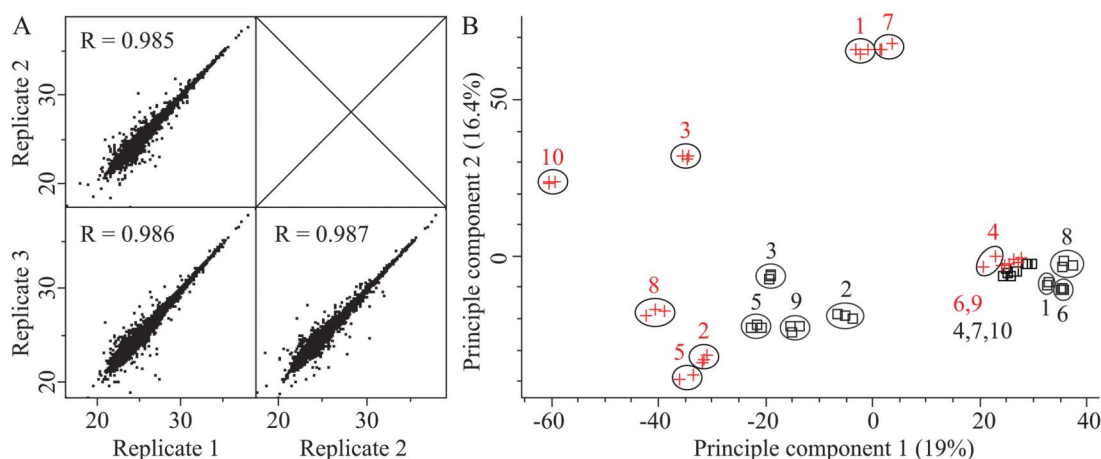 A
R = 0.985
Replicate 2
30
20
R = 0.986
R = 0.987
Replicate 3
30
20
20 30 20 30
Replicate 1 Replicate 2
B
Principle component 2 (16.4%)
50
0
1 7
3
10
4
8
3
8
5 9 2
2
5
6,9
4,7,10
1
6
-60 -40 -20 0 20 40
Principle component 1 (19%)